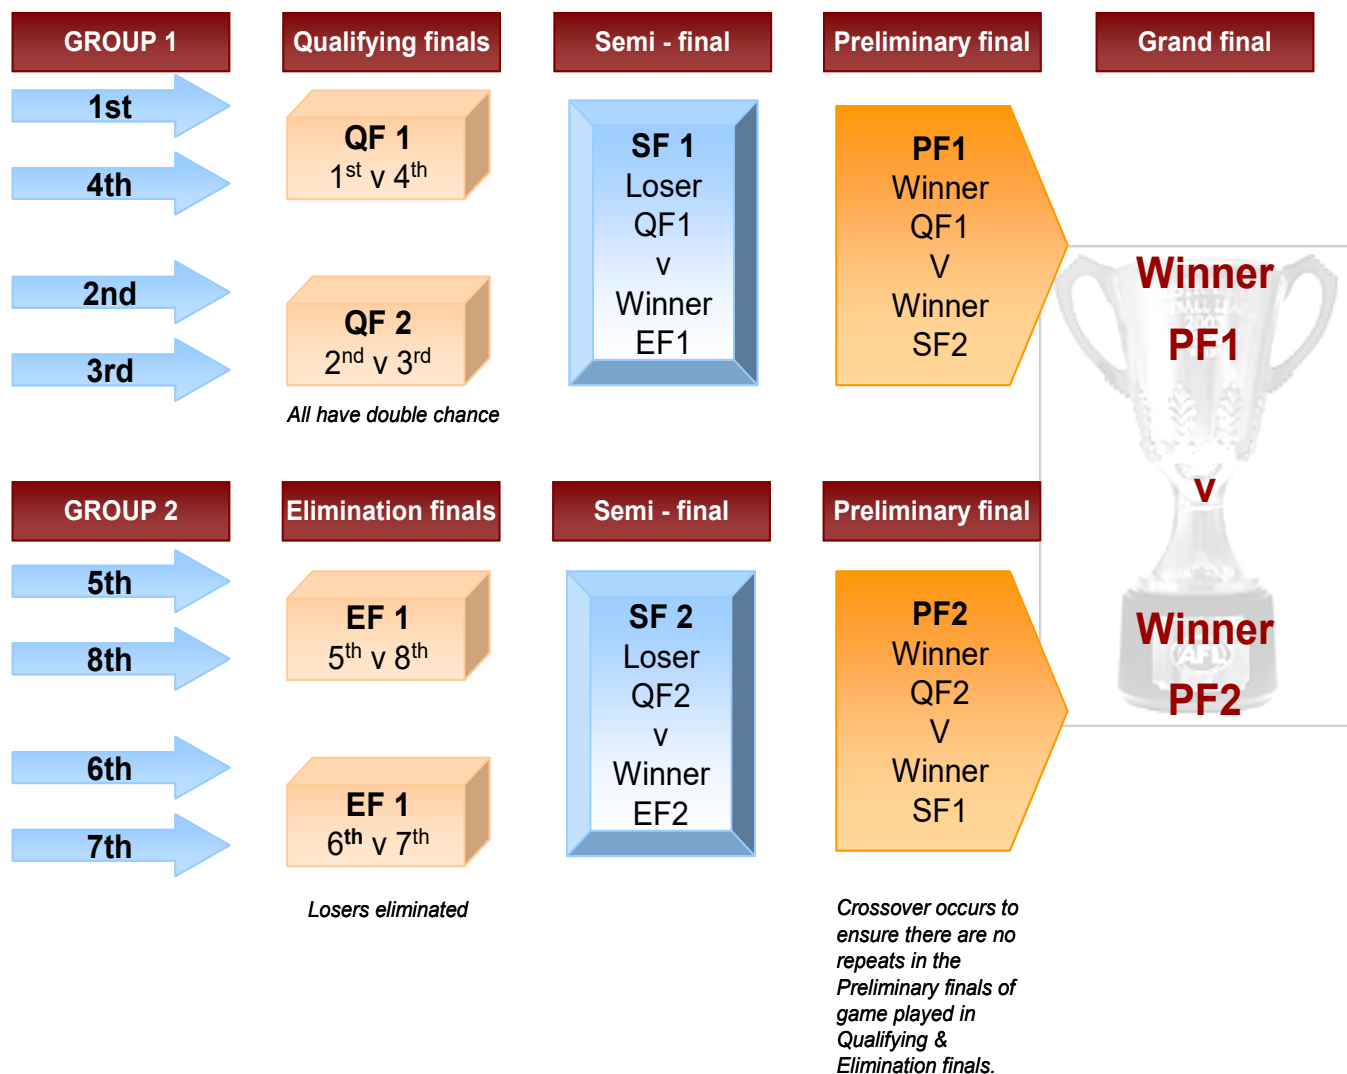 GROUP 1
Qualifying finals
Semi - final
Preliminary final
Grand final
1st
4th
2nd
3rd
QF 1
1st v 4th
QF 2
2nd v 3rd
All have double chance
SF 1
Loser
QF1
v
Winner
EF1
PF1
Winner
QF1
V
Winner
SF2
Winner
PF1
v
Winner
PF2
AFL
GROUP 2
Elimination finals
Semi - final
Preliminary final
5th
8th
6th
7th
EF 1
5th v 8th
EF 1
6th v 7th
Losers eliminated
SF 2
Loser
QF2
v
Winner
EF2
PF2
Winner
QF2
V
Winner
SF1
Crossover occurs to
ensure there are no
repeats in the
Preliminary finals of
game played in
Qualifying &
Elimination finals.